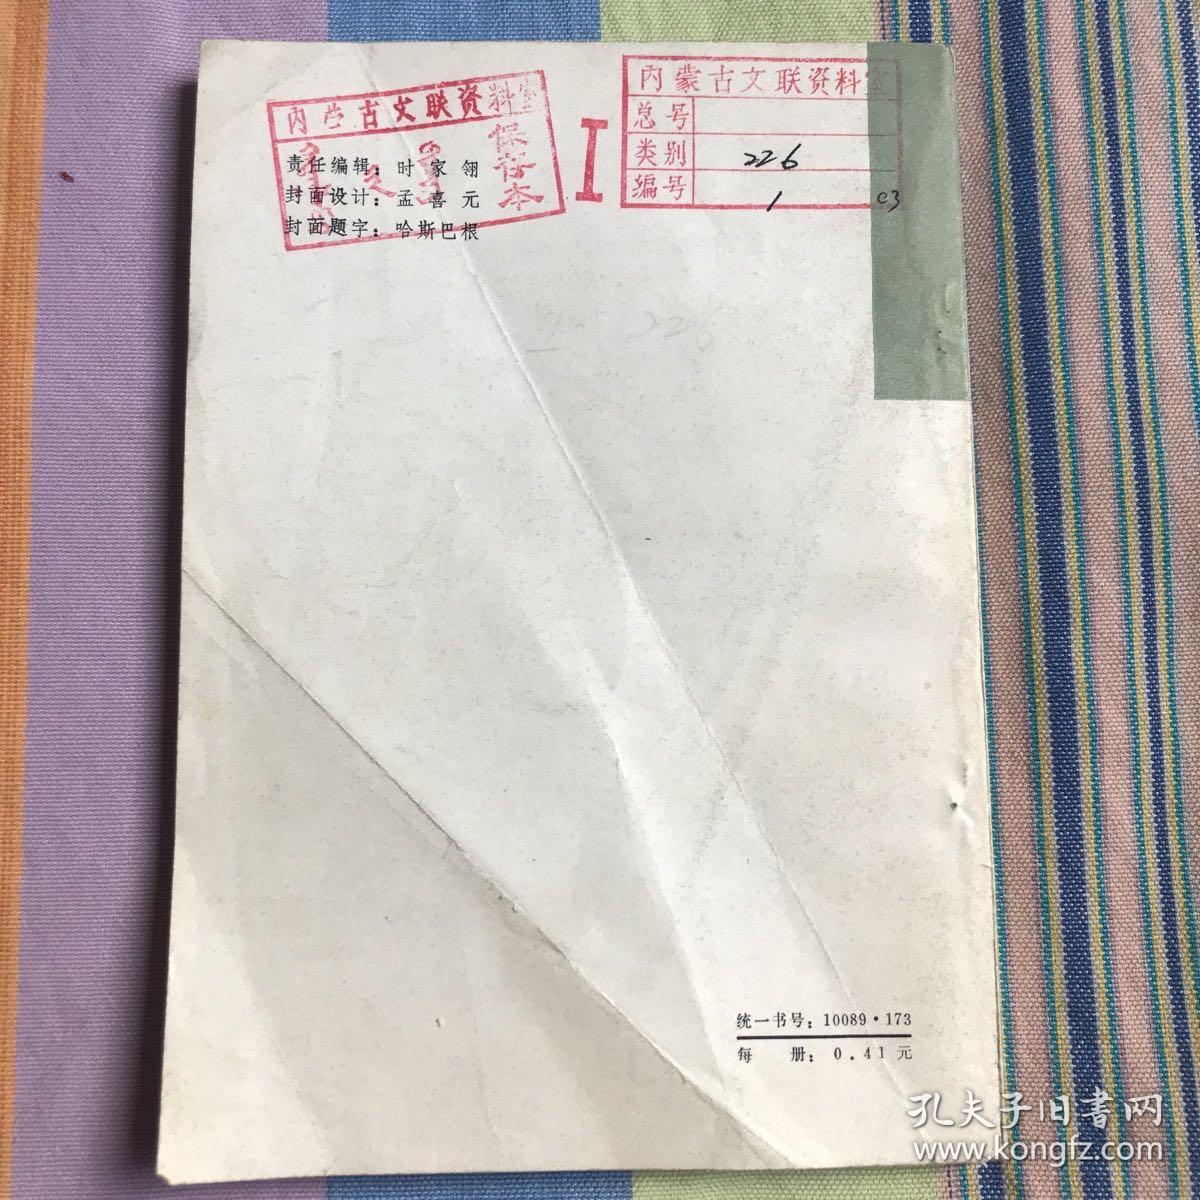 内蒙古文联资料室
保存本
责任编辑：时家翎
封面设计：孟喜元
封面题字：哈斯巴根
I
内蒙古文联资料室
总号
类别 226
编号 1 c3
226
统一书号：10089·173
每 册：0.41元
孔夫子旧书网
www.kongfz.com